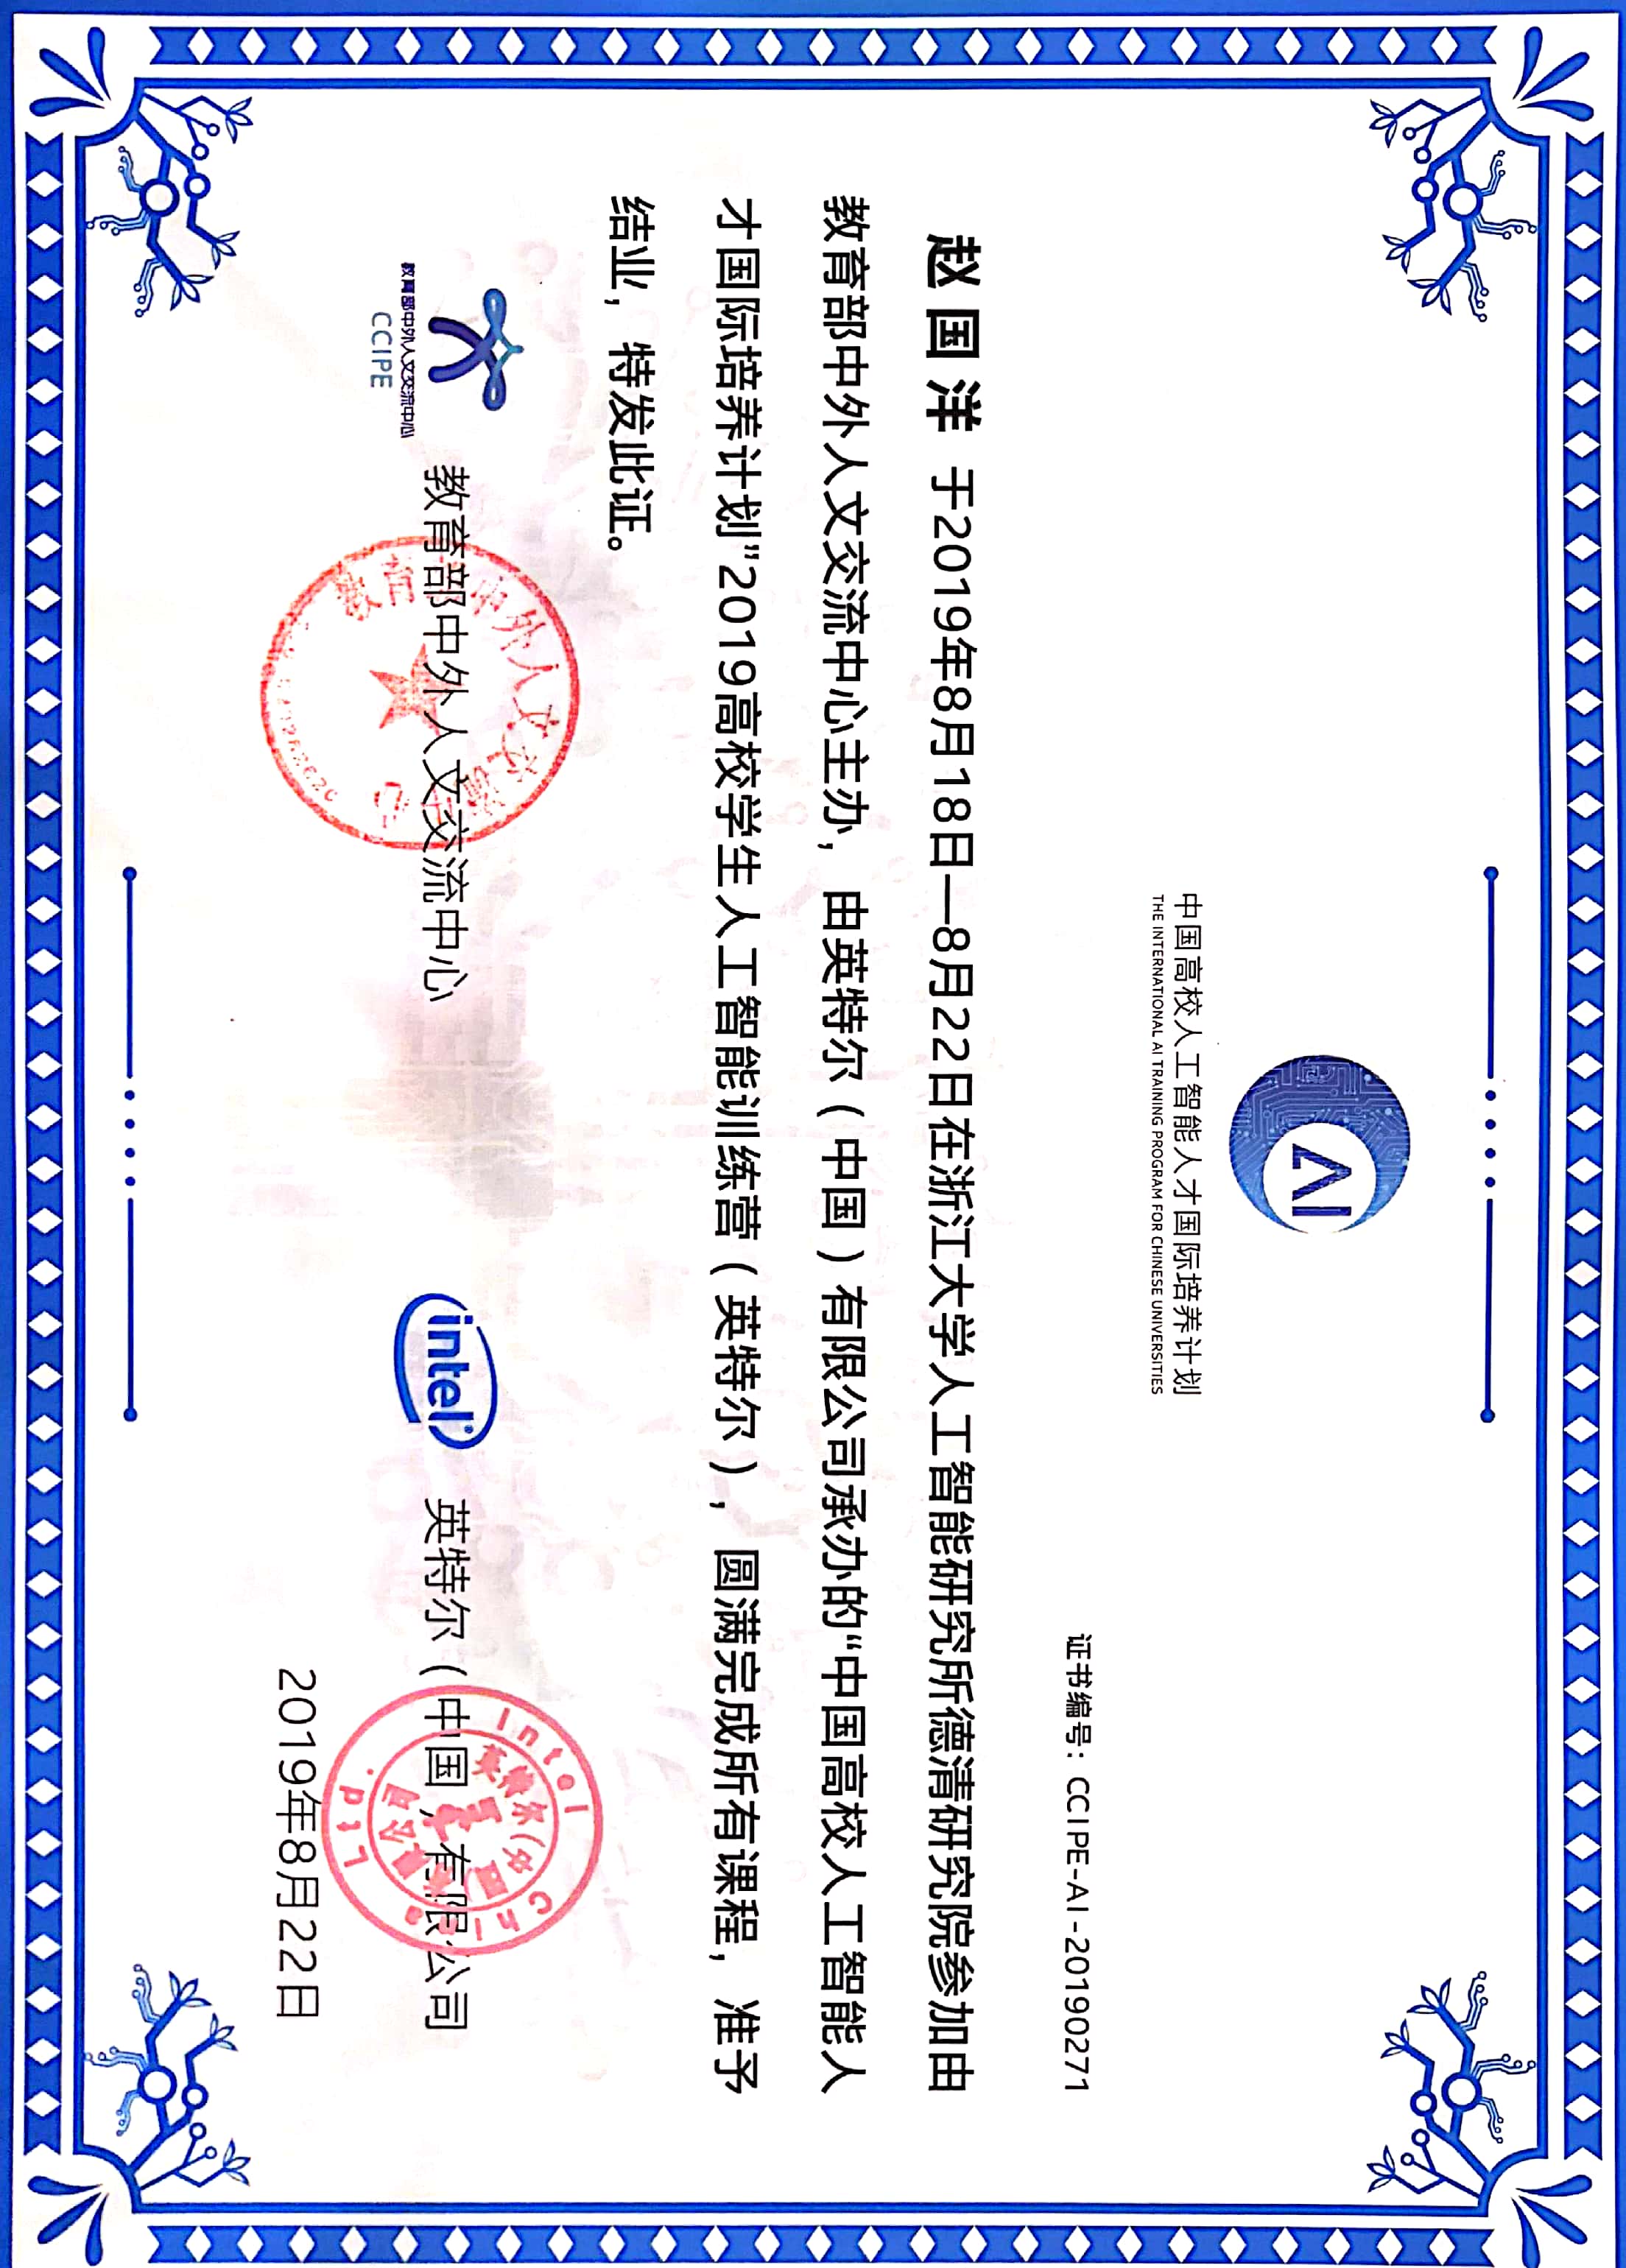 AI
中国高校人工智能人才国际培养计划
THE INTERNATIONAL AI TRAINING PROGRAM FOR CHINESE UNIVERSITIES
证书编号：CCIPE-AI-20190271
赵国洋 于2019年8月18日—8月22日在浙江大学人工智能研究所德清研究院参加由
教育部中外人文交流中心主办，由英特尔（中国）有限公司承办的“中国高校人工智能人
才国际培养计划”2019高校学生人工智能训练营（英特尔），圆满完成所有课程，准予
结业，特发此证。
教育部中外人文交流中心
CCIPE
教育部中外人文交流中心
教育部中外人文交流中心
intel
英特尔（中国）有限公司
Intel China Ltd.
英特尔(中国)有限公司
2019年8月22日